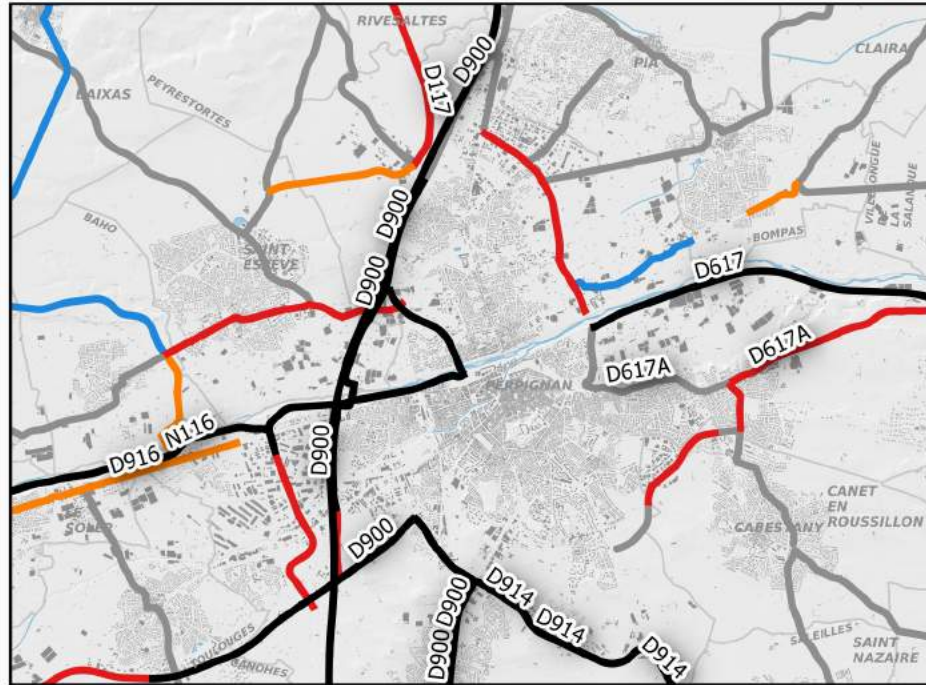 RIVESALTES
D900
CLAIRA
PIA
D117
BAIXAS
PEYRESTORTES
VILLELONGUE
DE
LA
SALANQUE
D900
BAHO
BOMPAS
SAINT
ESTEVE
D617
D900
D617A
PERPIGNAN
D617A
N116
D916
D900
CANET
EN
ROUSSILLON
SOLER
CABESTANY
D900
D914
D900
D914
SALEILLES
TOULOUGES
SAINT
NAZAIRE
CANOHES
D900
D914